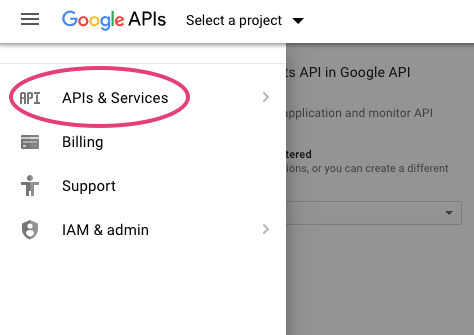 Google APIs Select a project
ts API in Google API
API APIs & Services
application and monitor API
Billing
tered
ions, or you can create a different
Support
IAM & admin